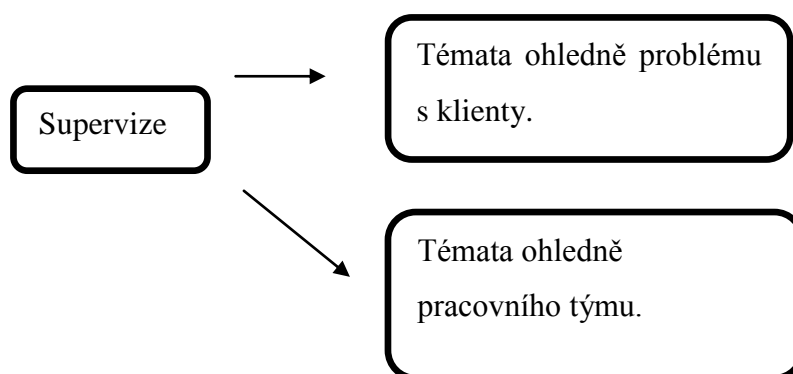 Supervize
Témata ohledně problému
s klienty.
Témata ohledně
pracovního týmu.